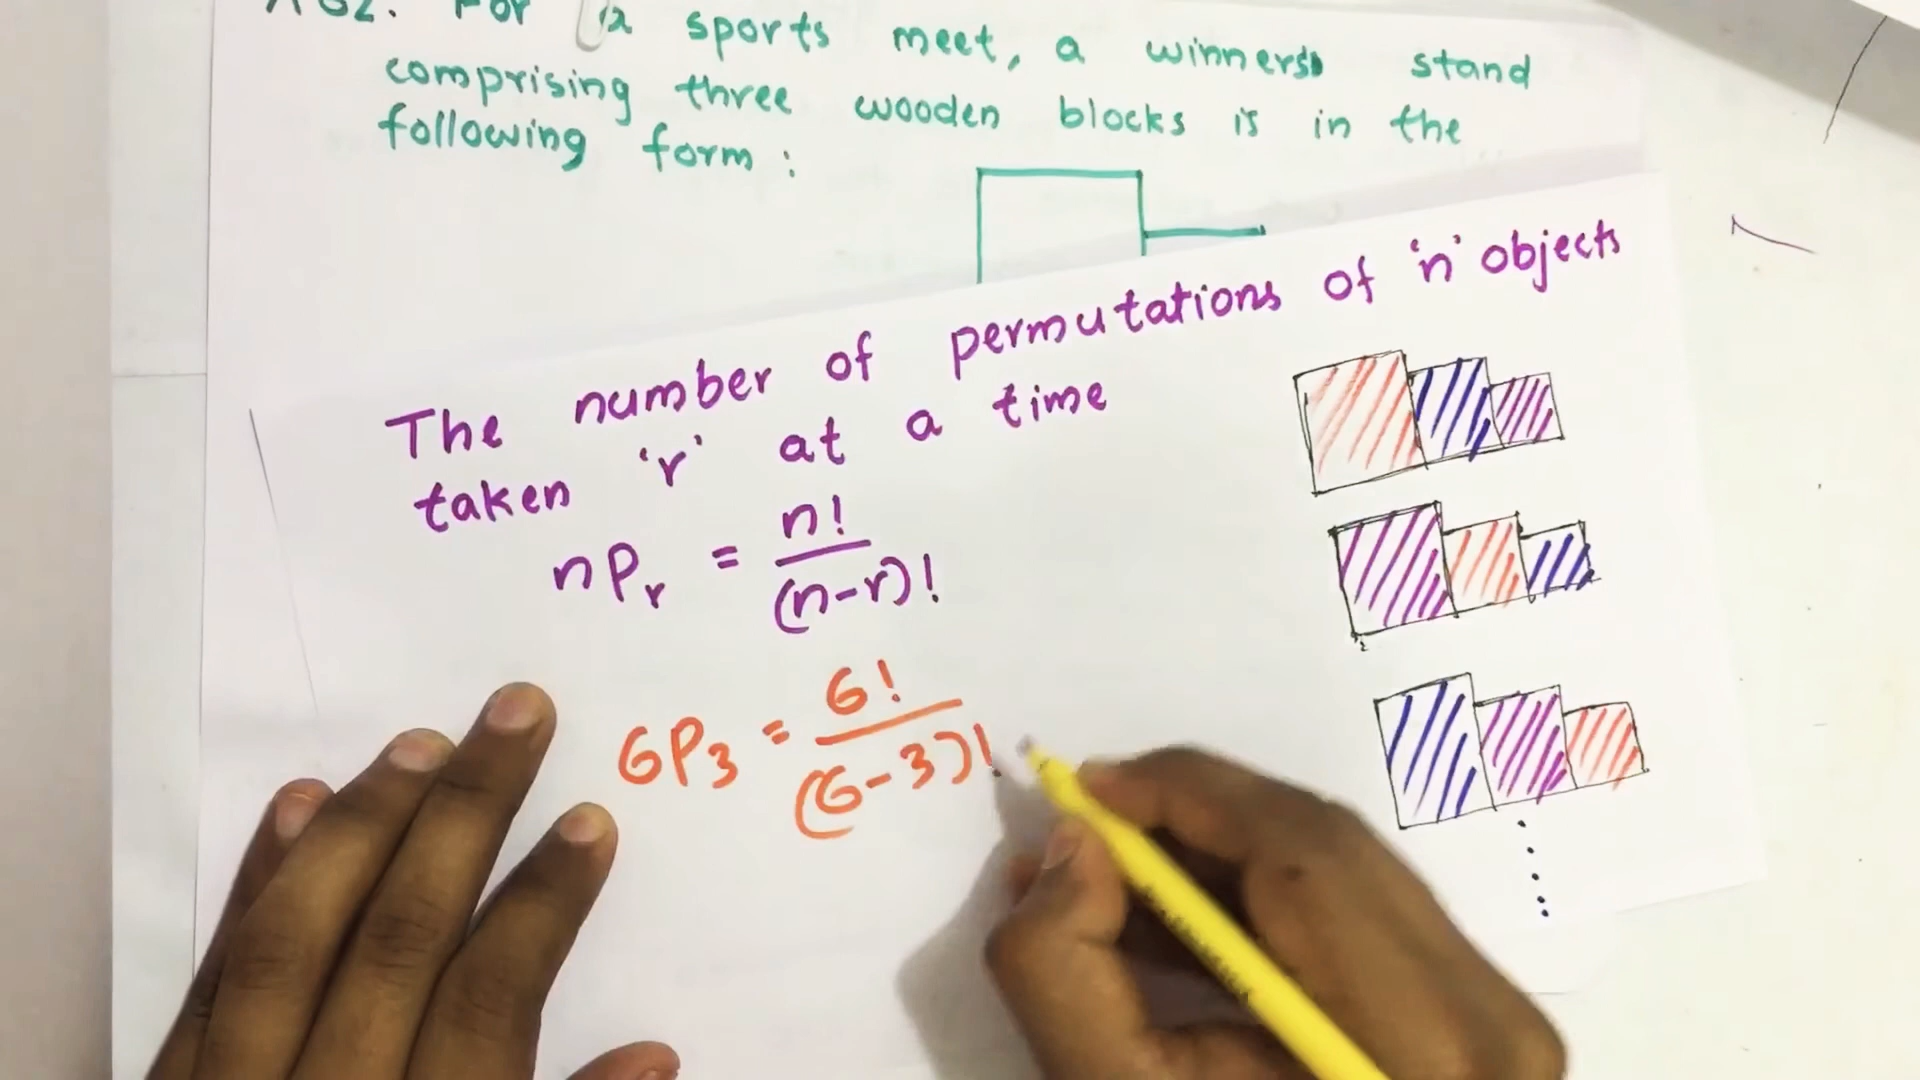 For a sports meet, a winners stand
comprising three wooden blocks is in the
following form :
The number of permutations of 'n' objects
taken 'r' at a time
nPr = n! / (n-r)!
6P3 = 6! / (6-3)!